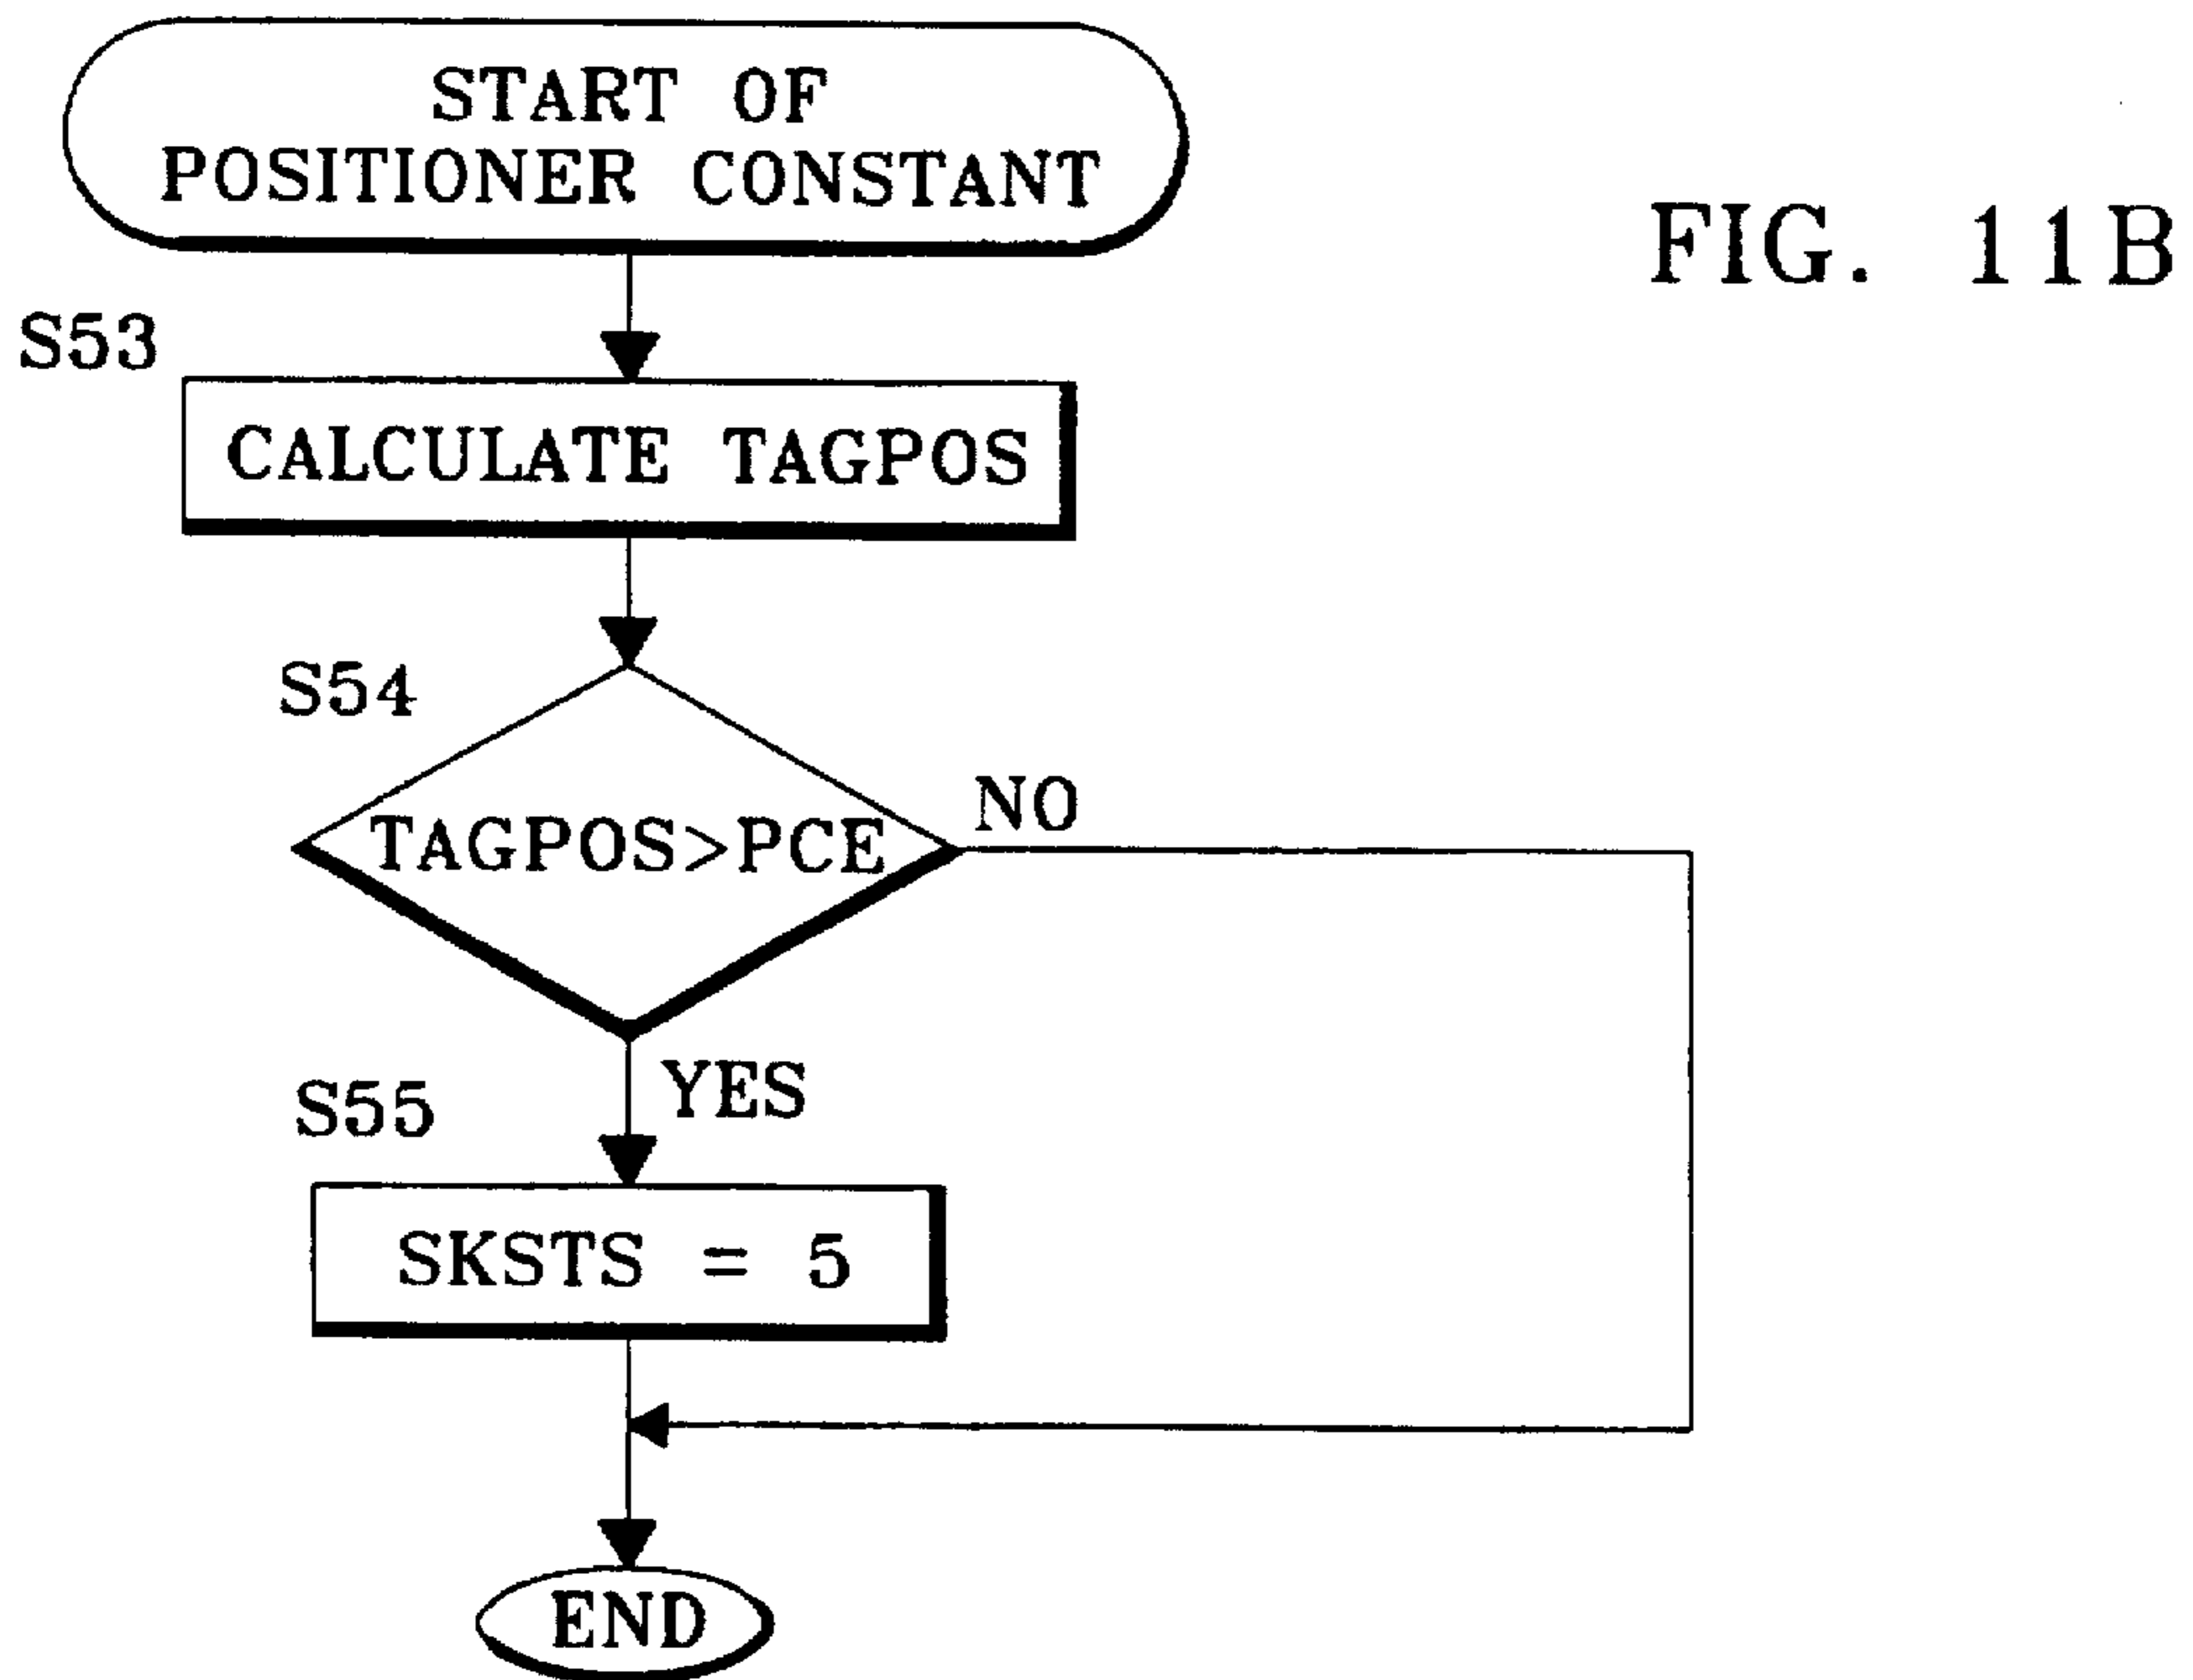 START OF
POSITIONER CONSTANT
FIG. 11B
S53
CALCULATE TAGPOS
S54
TAGPOS>PCE
NO
YES
S55
SKSTS = 5
END